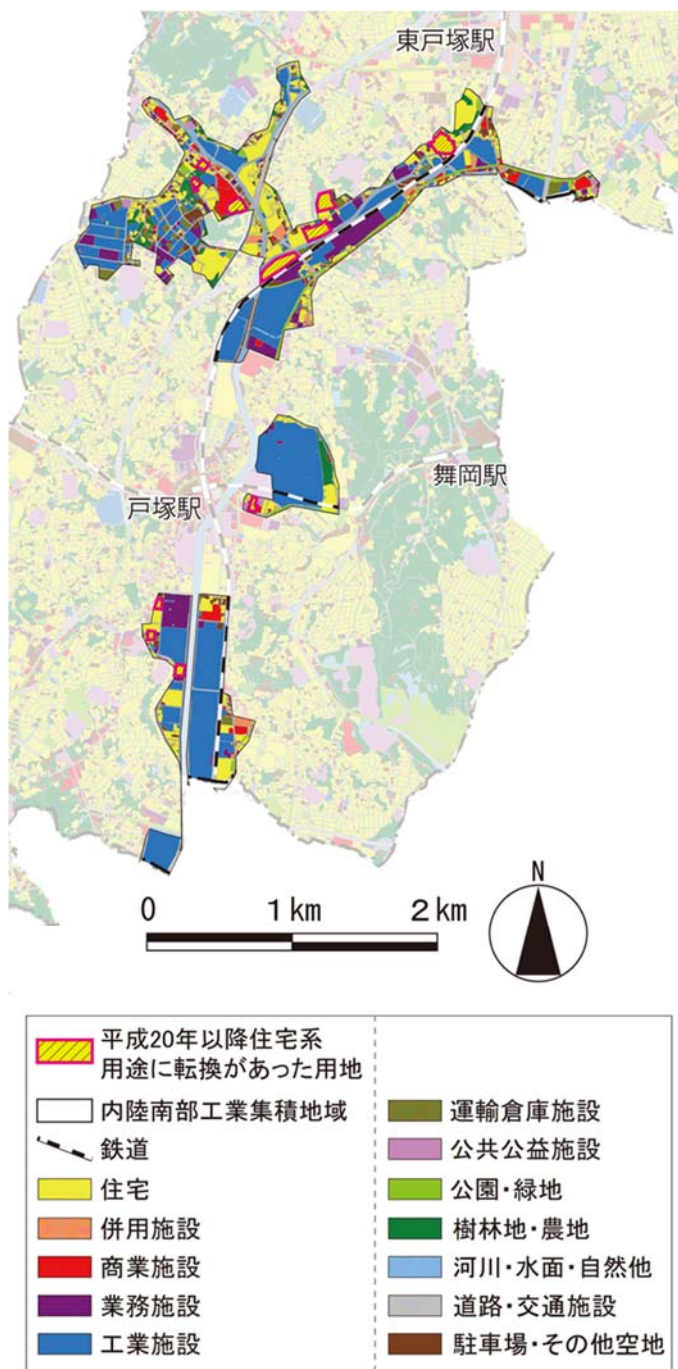 東戸塚駅
舞岡駅
戸塚駅
N
0 1km 2km
平成20年以降住宅系
用途に転換があった用地
内陸南部工業集積地域
鉄道
住宅
併用施設
商業施設
業務施設
工業施設
運輸倉庫施設
公共公益施設
公園・緑地
樹林地・農地
河川・水面・自然他
道路・交通施設
駐車場・その他空地